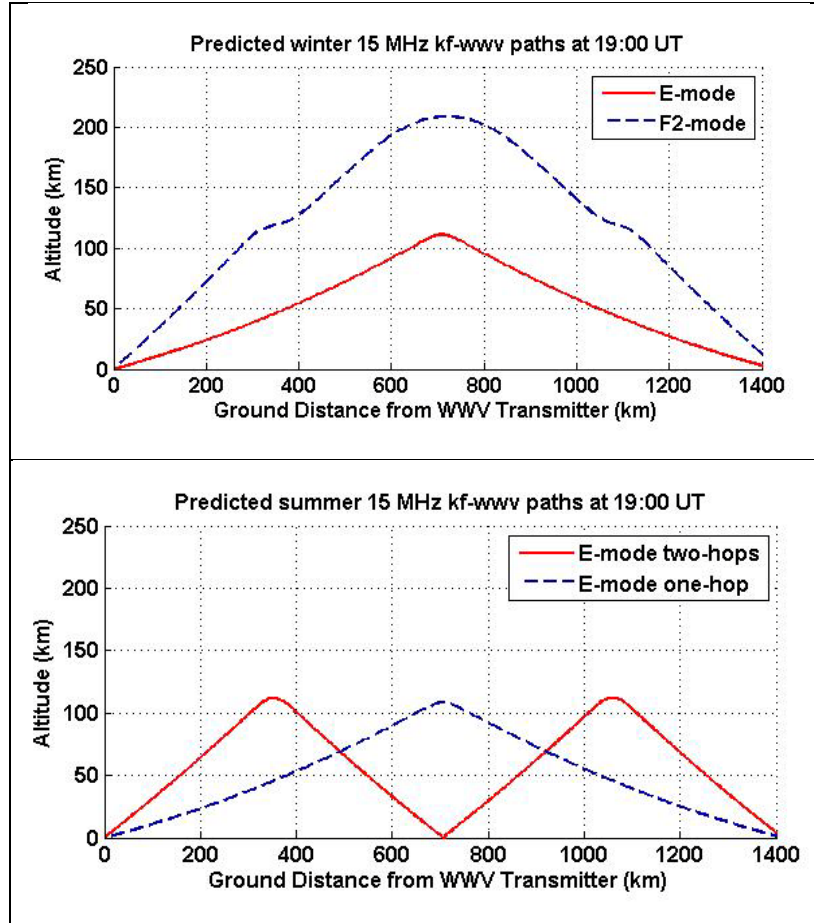 Predicted winter 15 MHz kf-wwv paths at 19:00 UT
250
200
150
100
50
0
Altitude (km)
E-mode
F2-mode
0 200 400 600 800 1000 1200 1400
Ground Distance from WWV Transmitter (km)
Predicted summer 15 MHz kf-wwv paths at 19:00 UT
250
200
150
100
50
0
Altitude (km)
E-mode two-hops
E-mode one-hop
0 200 400 600 800 1000 1200 1400
Ground Distance from WWV Transmitter (km)